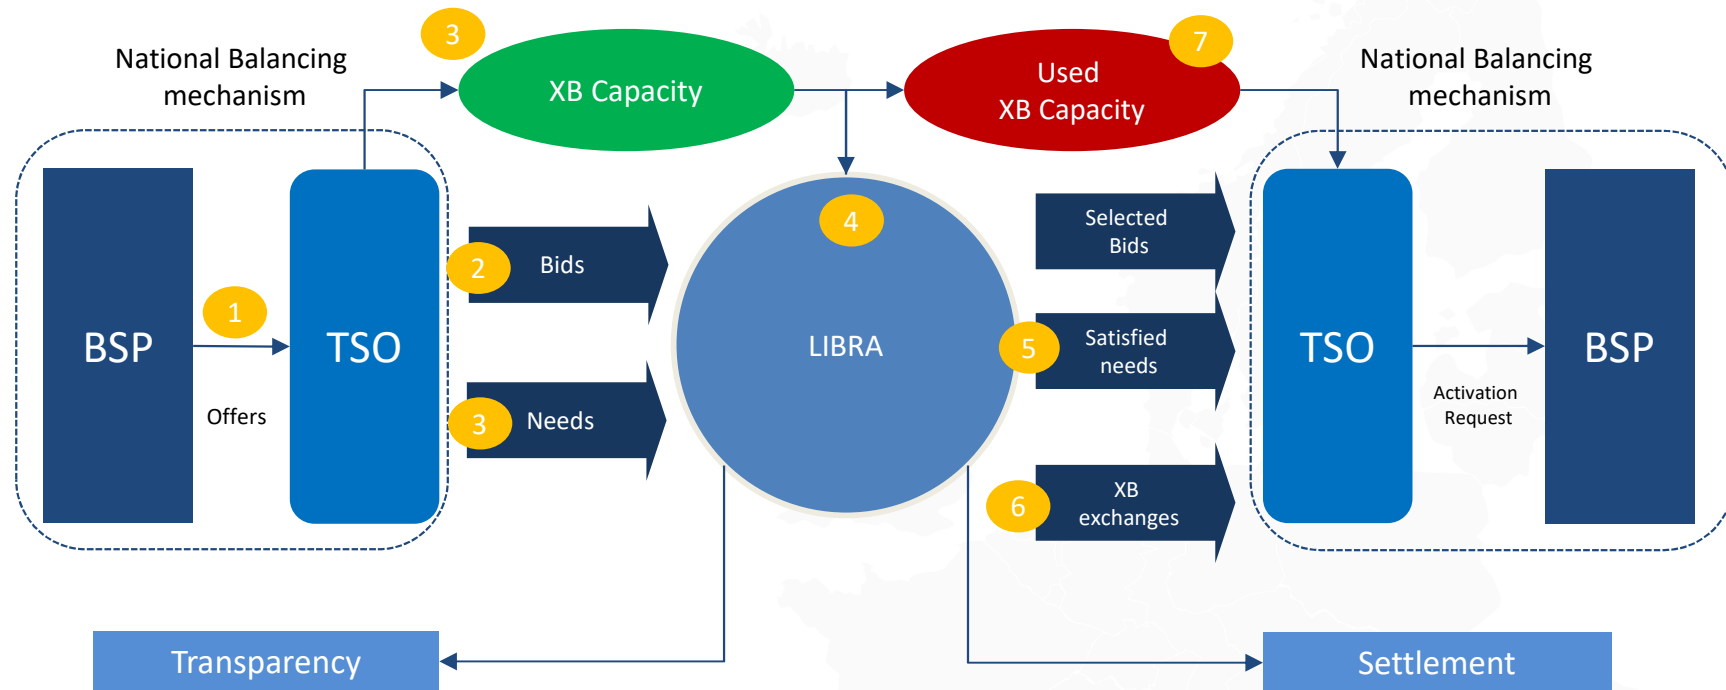 3
7
National Balancing
mechanism
XB Capacity
Used
XB Capacity
National Balancing
mechanism
BSP
1
Offers
TSO
2
Bids
3
Needs
4
LIBRA
Selected
Bids
5
Satisfied
needs
6
XB
exchanges
TSO
Activation
Request
BSP
Transparency
Settlement